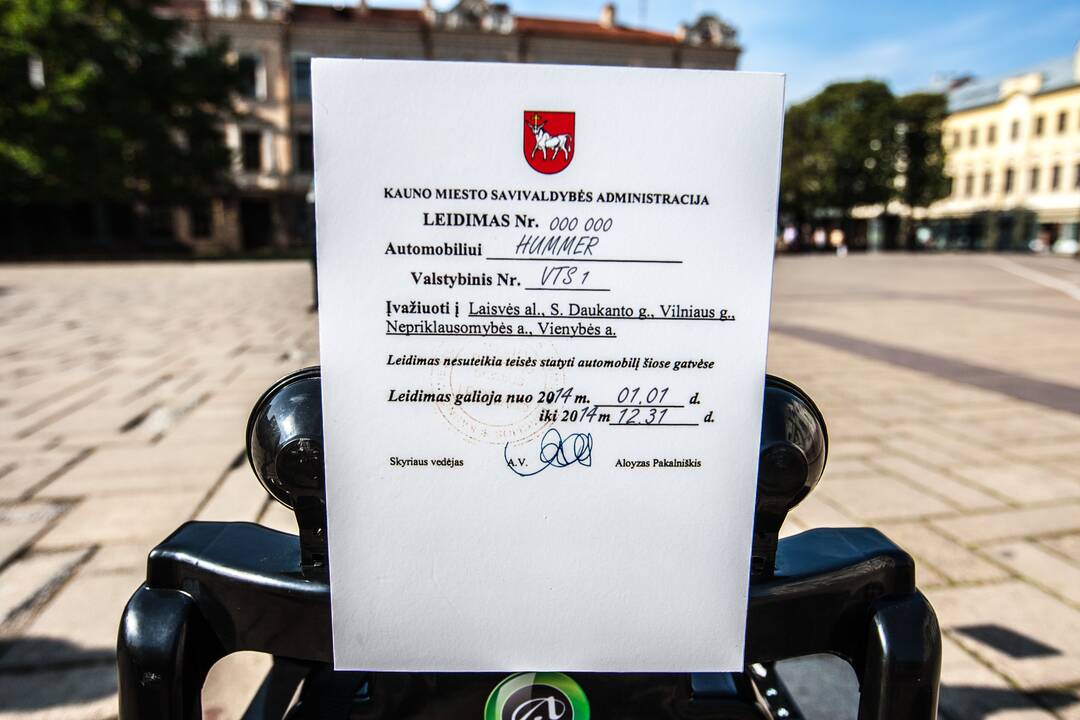 KAUNO MIESTO SAVIVALDYBĖS ADMINISTRACIJA
LEIDIMAS Nr. 000 000
Automobiliui HUMMER
Valstybinis Nr. VTS 1
Įvažiuoti į Laisvės al., S. Daukanto g., Vilniaus g.,
Nepriklausomybės a., Vienybės a.
Leidimas nesuteikia teisės statyti automobilį šiose gatvėse
Leidimas galioja nuo 2014 m. 01.01 d.
iki 2014 m 12.31 d.
Skyriaus vedėjas A.V. Aloyzas Pakalniškis